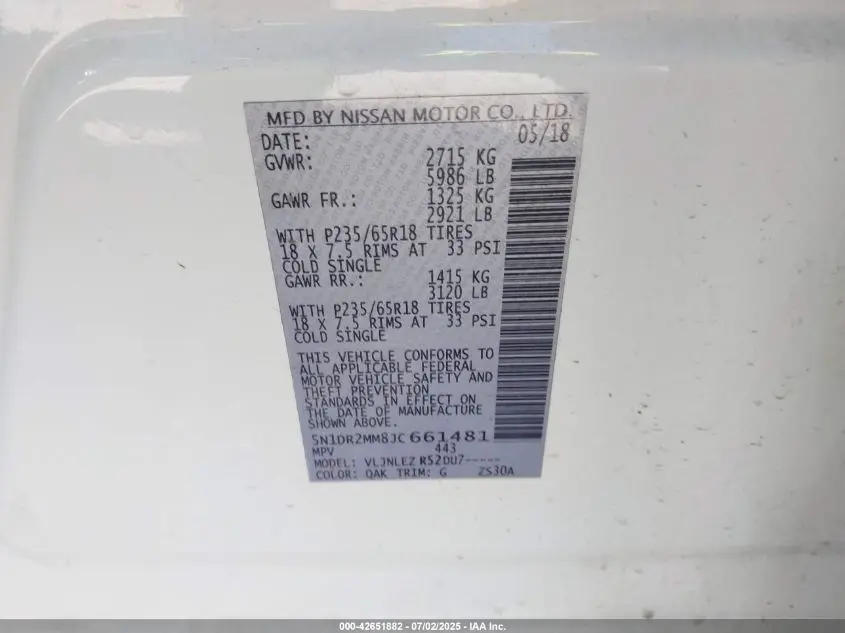 MFD BY NISSAN MOTOR CO., LTD.
DATE: 05/18
GVWR: 2715 KG
5986 LB
GAWR FR.: 1325 KG
2921 LB
WITH P235/65R18 TIRES
18 X 7.5 RIMS AT 33 PSI
COLD SINGLE
GAWR RR.: 1415 KG
3120 LB
WITH P235/65R18 TIRES
18 X 7.5 RIMS AT 33 PSI
COLD SINGLE
THIS VEHICLE CONFORMS TO
ALL APPLICABLE FEDERAL
MOTOR VEHICLE SAFETY AND
THEFT PREVENTION
STANDARDS IN EFFECT ON
THE DATE OF MANUFACTURE
SHOWN ABOVE.
5N1DR2MM8JC661481
MPV 443
MODEL: VLJNLEZ R52DU7-----
COLOR: QAK TRIM: G ZS30A
000-42651882 - 07/02/2025 - IAA Inc.